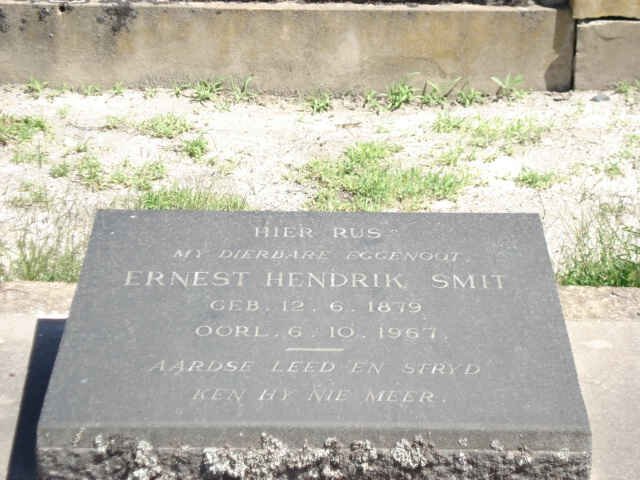 HIER RUS
MY DIERBARE EGGENOOT.
ERNEST HENDRIK SMIT
GEB. 12. 6. 1879
OORL. 6. 10. 1967.
AARDSE LEED EN STRYD
KEN HY NIE MEER.